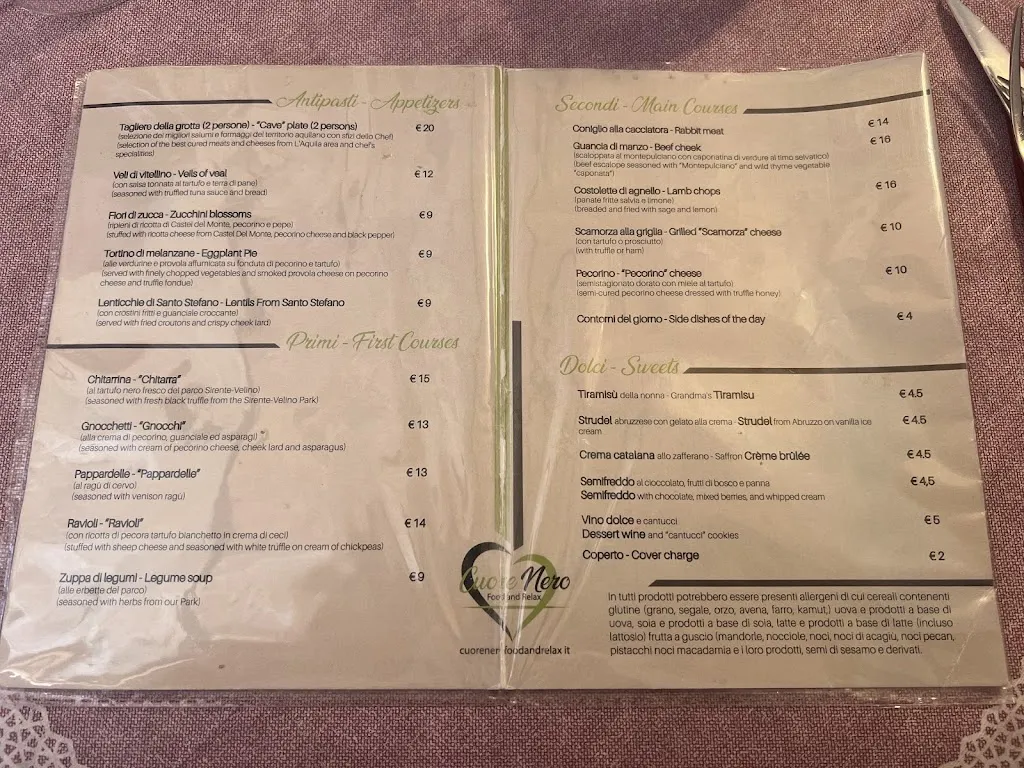 Antipasti - Appetizers
Tagliere della grotta (2 persone) - "Cave" plate (2 persons) € 20
(selezione dei migliori salumi e formaggi del territorio aquilano con sfizi dello Chef)
(selection of the best cured meats and cheeses from L'Aquila area and chef's
specialities)
Veli di vitellino - Veils of veal € 12
(con salsa tonnata al tartufo e terra di pane)
(seasoned with truffled tuna sauce and bread)
Fiori di zucca - Zucchini blossoms € 9
(ripieni di ricotta di Castel del Monte, pecorino e pepe)
(stuffed with ricotta cheese from Castel Del Monte, pecorino cheese and black pepper)
Tortino di melanzane - Eggplant Pie € 9
(alle verdurine e provola affumicata su fonduta di pecorino e tartufo)
(served with finely chopped vegetables and smoked provola cheese on pecorino
cheese and truffle fondue)
Lenticchie di Santo Stefano - Lentils From Santo Stefano € 9
(con crostini fritti e guanciale croccante)
(served with fried croutons and crispy cheek lard)
Primi - First Courses
Chitarrina - "Chitarra" € 15
(al tartufo nero fresco del parco Sirente-Velino)
(seasoned with fresh black truffle from the Sirente-Velino Park)
Gnocchetti - "Gnocchi" € 13
(alla crema di pecorino, guanciale ed asparagi)
(seasoned with cream of pecorino cheese, cheek lard and asparagus)
Pappardelle - "Pappardelle" € 13
(al ragù di cervo)
(seasoned with venison ragù)
Ravioli - "Ravioli" € 14
(con ricotta di pecora tartufo bianchetto in crema di ceci)
(stuffed with sheep cheese and seasoned with white truffle on cream of chickpeas)
Zuppa di legumi - Legume soup € 9
(alle erbette del parco)
(seasoned with herbs from our Park)
Secondi - Main Courses
Coniglio alla cacciatora - Rabbit meat € 14
Guancia di manzo - Beef cheek € 16
(scaloppata al montepulciano con caponatina di verdure al timo selvatico)
(beef escalope seasoned with "Montepulciano" and wild thyme vegetable
"caponata")
Costolette di agnello - Lamb chops € 16
(panate fritte salvia e limone)
(breaded and fried with sage and lemon)
Scamorza alla griglia - Grilled "Scamorza" cheese € 10
(con tartufo o prosciutto)
(with truffle or ham)
Pecorino - "Pecorino" cheese € 10
(semistagionato dorato con miele al tartufo)
(semi-cured pecorino cheese dressed with truffle honey)
Contorni del giorno - Side dishes of the day € 4
Dolci - Sweets
Tiramisù della nonna - Grandma's Tiramisu € 4.5
Strudel abruzzese con gelato alla crema - Strudel from Abruzzo on vanilla ice € 4.5
cream
Crema catalana allo zafferano - Saffron Crème brûlée € 4,5
Semifreddo al cioccolato, frutti di bosco e panna € 4,5
Semifreddo with chocolate, mixed berries, and whipped cream
Vino dolce e cantucci € 5
Dessert wine and "cantucci" cookies
Coperto - Cover charge € 2
In tutti prodotti potrebbero essere presenti allergeni di cui cereali contenenti
glutine (grano, segale, orzo, avena, farro, kamut,) uova e prodotti a base di
uova, soia e prodotti a base di soia, latte e prodotti a base di latte (incluso
lattosio) frutta a guscio (mandorle, nocciole, noci, noci di acagiù, noci pecan,
pistacchi noci macadamia e i loro prodotti, semi di sesamo e derivati.
Cuore Nero
Food and Relax
cuorenerofoodandrelax.it